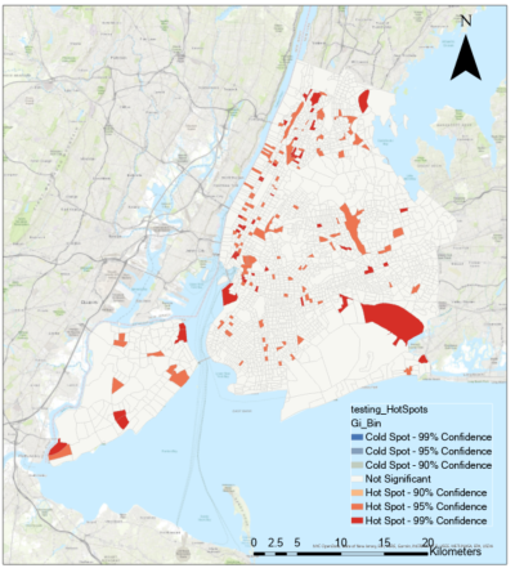 N
testing_HotSpots
Gi_Bin
Cold Spot - 99% Confidence
Cold Spot - 95% Confidence
Cold Spot - 90% Confidence
Not Significant
Hot Spot - 90% Confidence
Hot Spot - 95% Confidence
Hot Spot - 99% Confidence
0 2.5 5 10 15 20
Kilometers